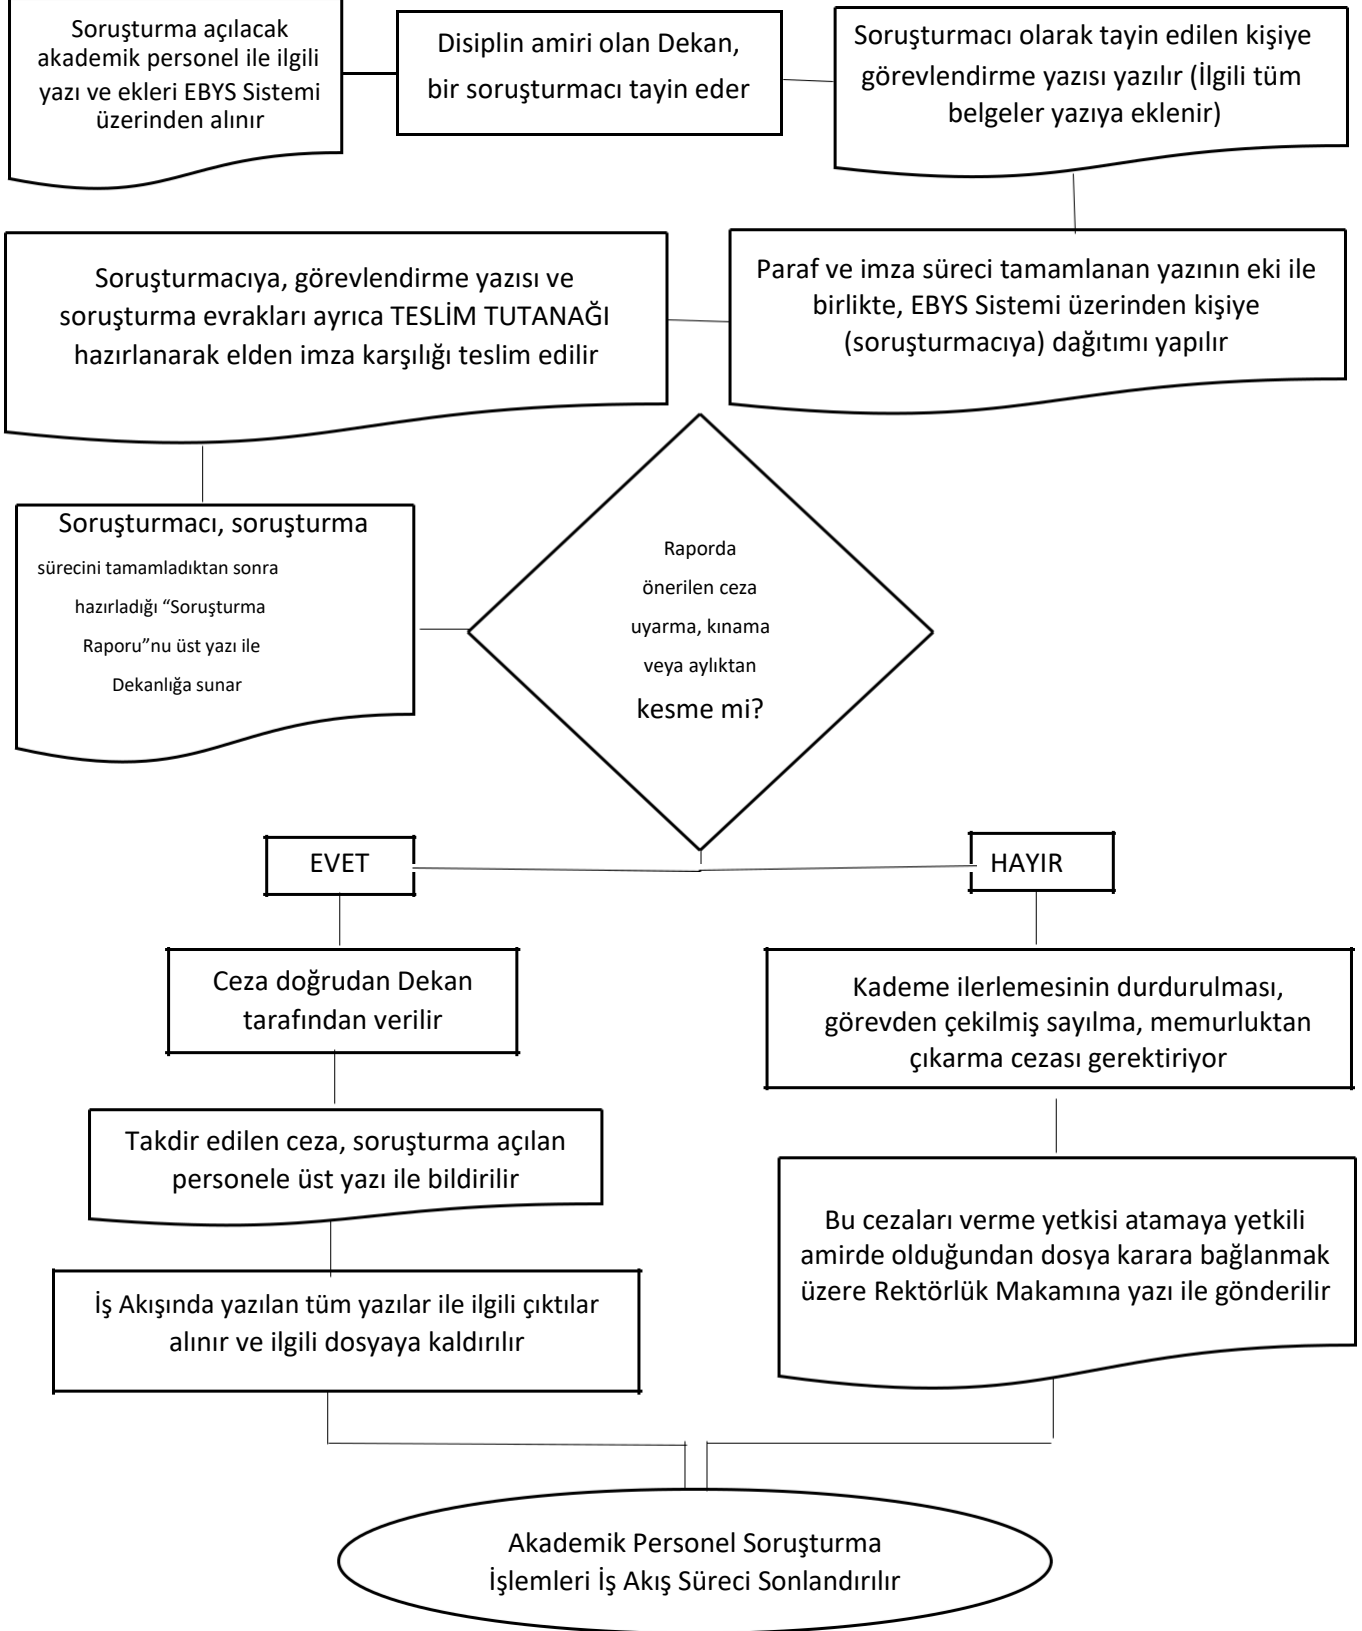 Soruşturma açılacak
akademik personel ile ilgili
yazı ve ekleri EBYS Sistemi
üzerinden alınır
Disiplin amiri olan Dekan,
bir soruşturmacı tayin eder
Soruşturmacı olarak tayin edilen kişiye
görevlendirme yazısı yazılır (İlgili tüm
belgeler yazıya eklenir)
Paraf ve imza süreci tamamlanan yazının eki ile
birlikte, EBYS Sistemi üzerinden kişiye
(soruşturmacıya) dağıtımı yapılır
Soruşturmacıya, görevlendirme yazısı ve
soruşturma evrakları ayrıca TESLİM TUTANAĞI
hazırlanarak elden imza karşılığı teslim edilir
Soruşturmacı, soruşturma
sürecini tamamladıktan sonra
hazırladığı “Soruşturma
Raporu”nu üst yazı ile
Dekanlığa sunar
Raporda
önerilen ceza
uyarma, kınama
veya aylıktan
kesme mi?
EVET
HAYIR
Ceza doğrudan Dekan
tarafından verilir
Kademe ilerlemesinin durdurulması,
görevden çekilmiş sayılma, memurluktan
çıkarma cezası gerektiriyor
Takdir edilen ceza, soruşturma açılan
personele üst yazı ile bildirilir
Bu cezaları verme yetkisi atamaya yetkili
amirde olduğundan dosya karara bağlanmak
üzere Rektörlük Makamına yazı ile gönderilir
İş Akışında yazılan tüm yazılar ile ilgili çıktılar
alınır ve ilgili dosyaya kaldırılır
Akademik Personel Soruşturma
İşlemleri İş Akış Süreci Sonlandırılır